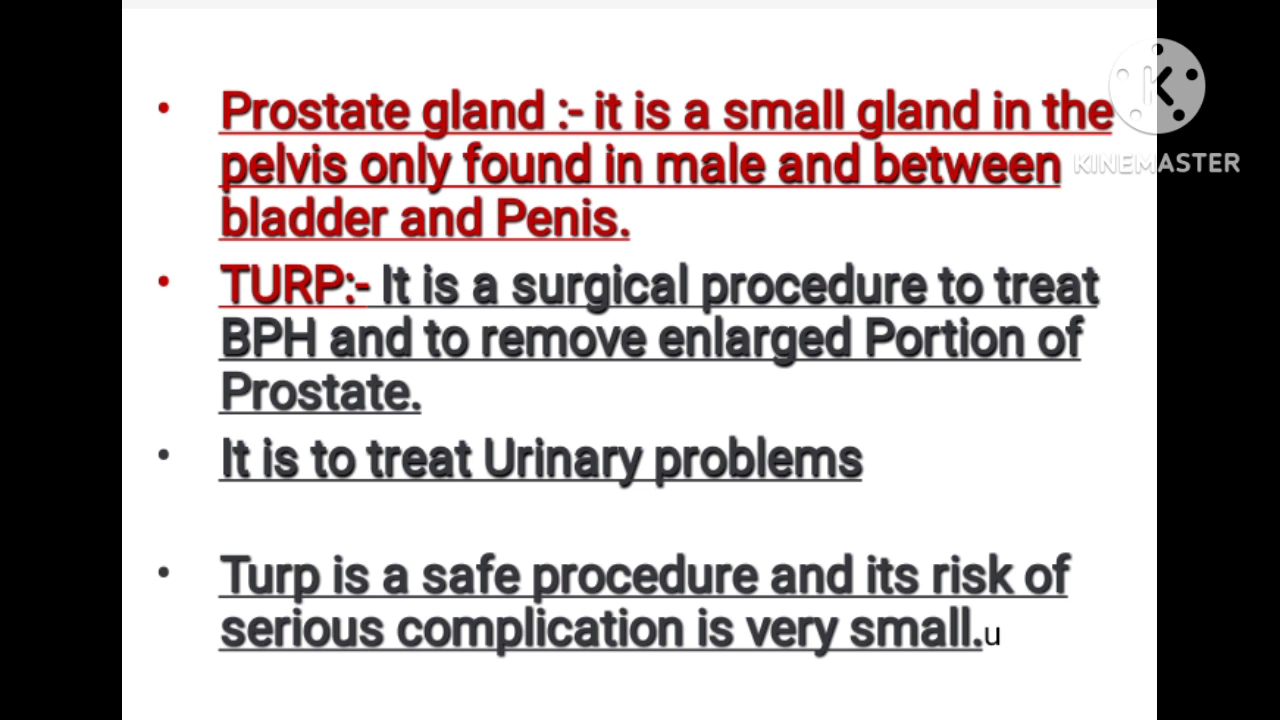 • Prostate gland :- it is a small gland in the
pelvis only found in male and between
bladder and Penis.
• TURP:- It is a surgical procedure to treat
BPH and to remove enlarged Portion of
Prostate.
• It is to treat Urinary problems
• Turp is a safe procedure and its risk of
serious complication is very small.u
K
KINEMASTER